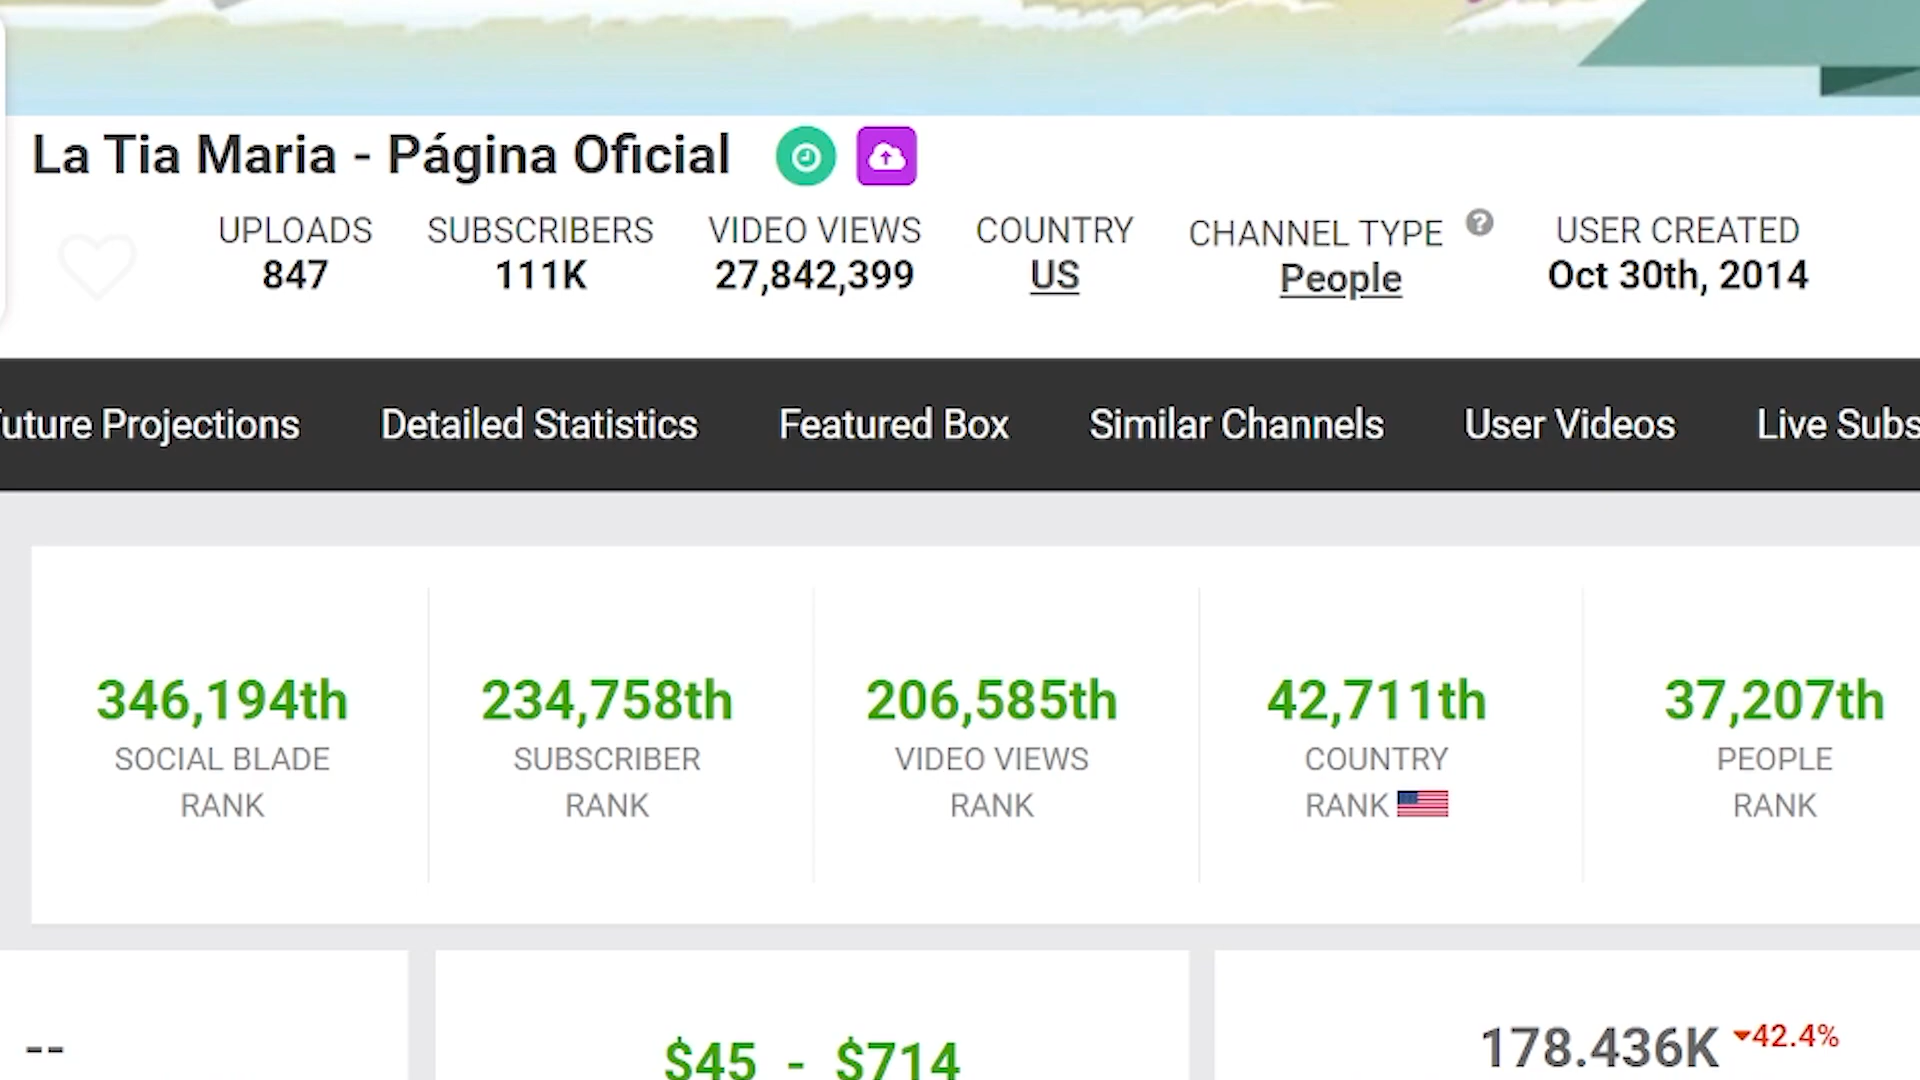 La Tia Maria - Página Oficial
UPLOADS SUBSCRIBERS VIDEO VIEWS COUNTRY CHANNEL TYPE ? USER CREATED
847 111K 27,842,399 US People Oct 30th, 2014
uture Projections Detailed Statistics Featured Box Similar Channels User Videos Live Subs
346,194th 234,758th 206,585th 42,711th 37,207th
SOCIAL BLADE SUBSCRIBER VIDEO VIEWS COUNTRY PEOPLE
RANK RANK RANK RANK RANK
-- $45 - $714 178.436K 42.4%